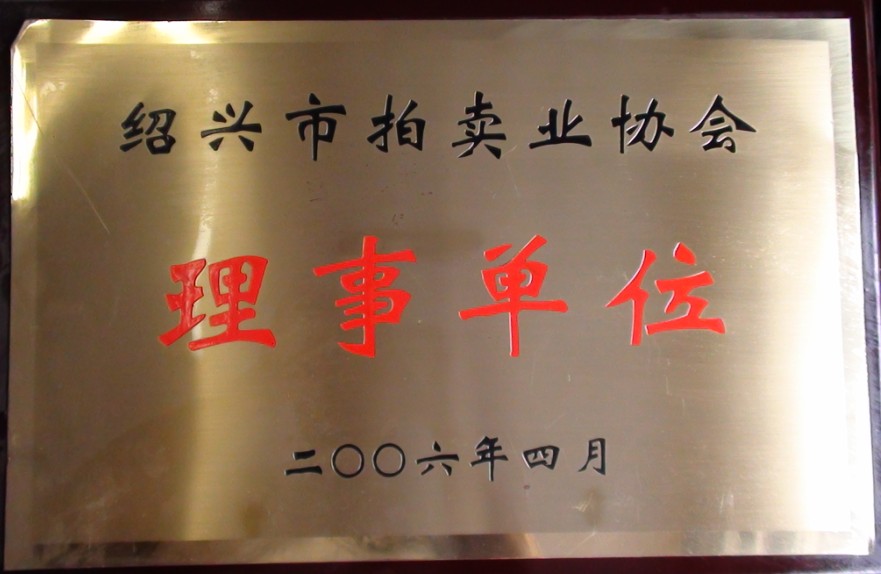 绍兴市拍卖业协会
理事单位
二〇〇六年四月